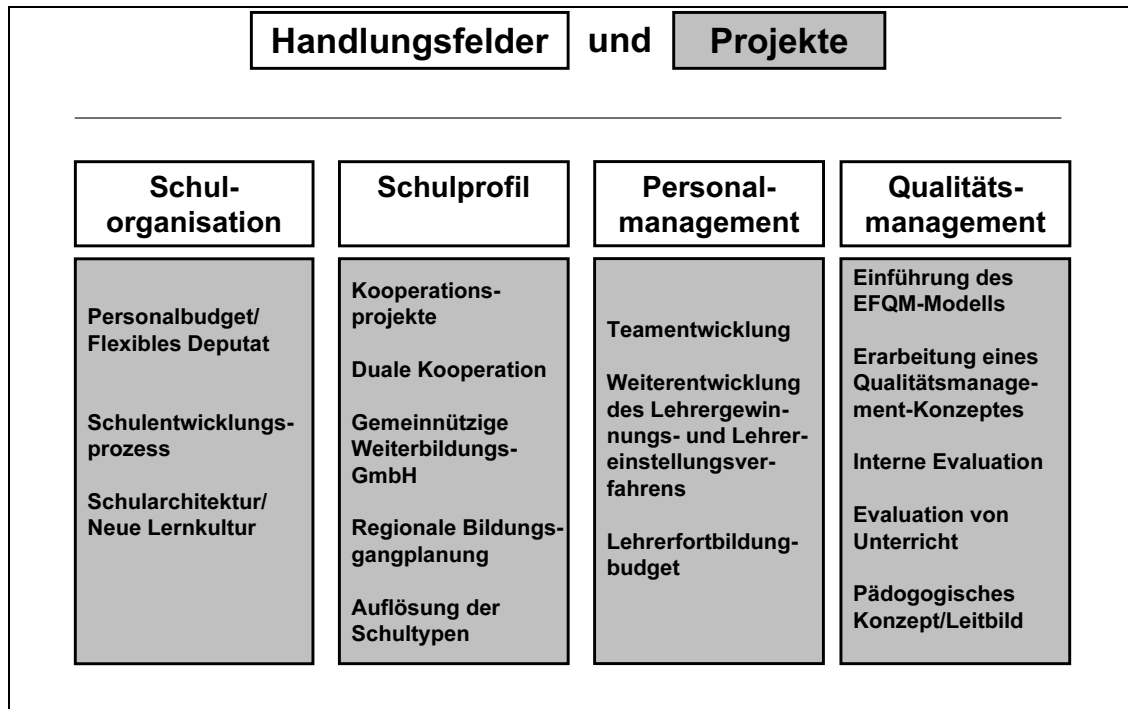 Handlungsfelder und Projekte
Schul-
organisation
Personalbudget/
Flexibles Deputat
Schulentwicklungs-
prozess
Schularchitektur/
Neue Lernkultur
Schulprofil
Kooperations-
projekte
Duale Kooperation
Gemeinnützige
Weiterbildungs-
GmbH
Regionale Bildungs-
gangplanung
Auflösung der
Schultypen
Personal-
management
Teamentwicklung
Weiterentwicklung
des Lehrergewin-
nungs- und Lehrer-
einstellungsver-
fahrens
Lehrerfortbildung-
budget
Qualitäts-
management
Einführung des
EFQM-Modells
Erarbeitung eines
Qualitätsmanage-
ment-Konzeptes
Interne Evaluation
Evaluation von
Unterricht
Pädogogisches
Konzept/Leitbild